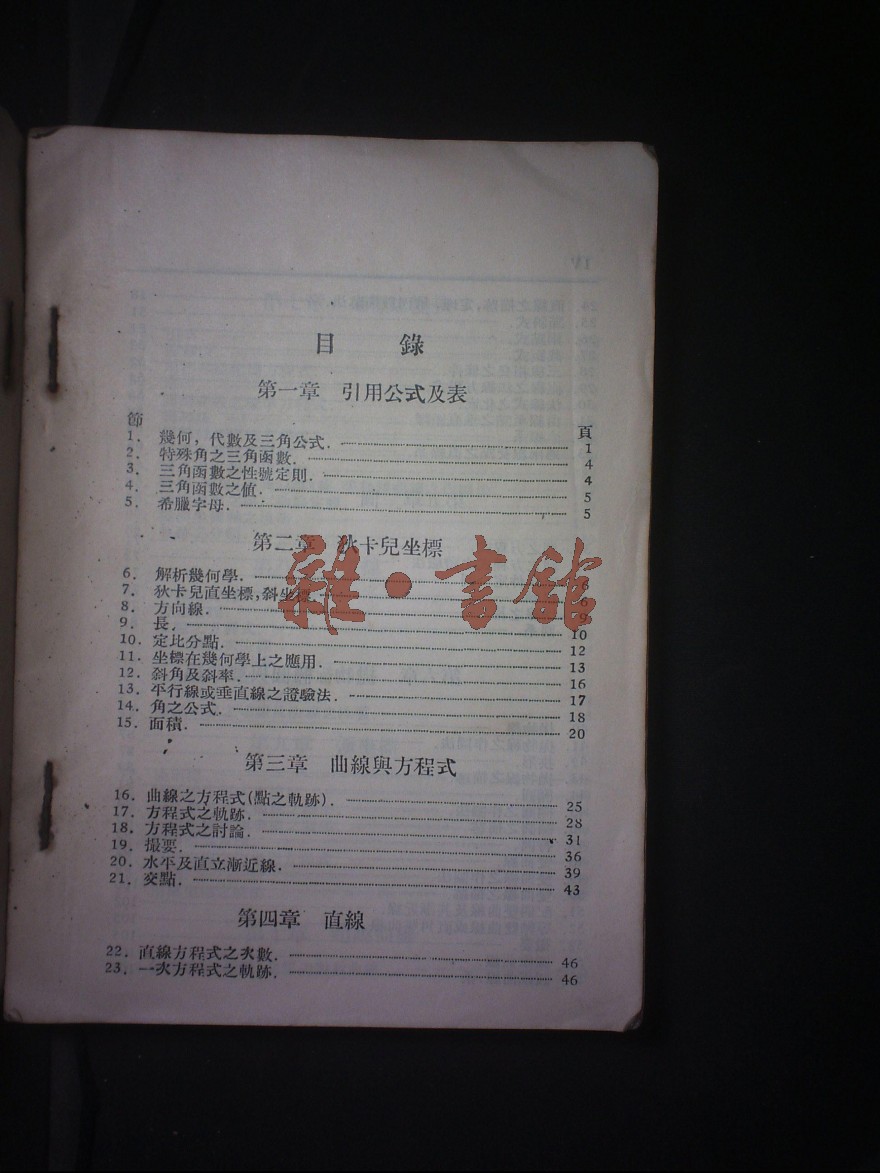 目錄
第一章 引用公式及表
節 頁
1. 幾何，代數及三角公式. 1
2. 特殊角之三角函數. 4
3. 三角函數之性號定則. 4
4. 三角函數之値. 5
5. 希臘字母. 5
第二章 狄卡兒坐標
雜·書館
6. 解析幾何學.
7. 狄卡兒直坐標，斜坐標. 6
8. 方向線. 9
9. 長. 10
10. 定比分點. 12
11. 坐標在幾何學上之應用. 13
12. 斜角及斜率. 16
13. 平行線或垂直線之證驗法. 17
14. 角之公式. 18
15. 面積. 20
第三章 曲線與方程式
16. 曲線之方程式(點之軌跡). 25
17. 方程式之軌跡. 28
18. 方程式之討論. 31
19. 撮要. 36
20. 水平及直立漸近線. 39
21. 交點. 43
第四章 直線
22. 直線方程式之次數. 46
23. 一次方程式之軌跡. 46